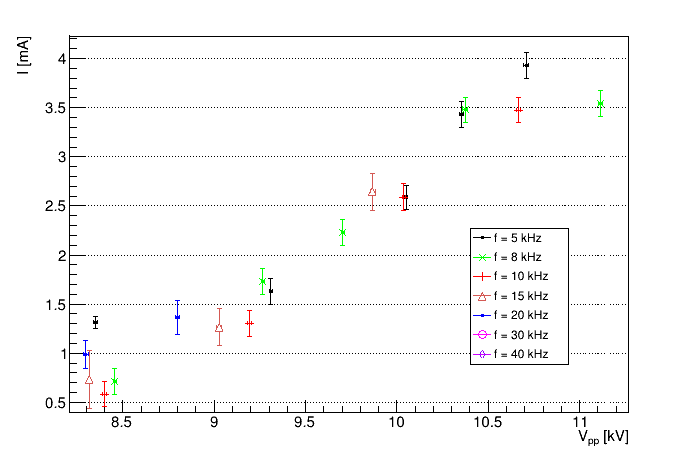 I [mA]
4
3.5
3
2.5
2
1.5
1
0.5
f = 5 kHz
f = 8 kHz
f = 10 kHz
f = 15 kHz
f = 20 kHz
f = 30 kHz
f = 40 kHz
8.5 9 9.5 10 10.5 11
Vpp [kV]